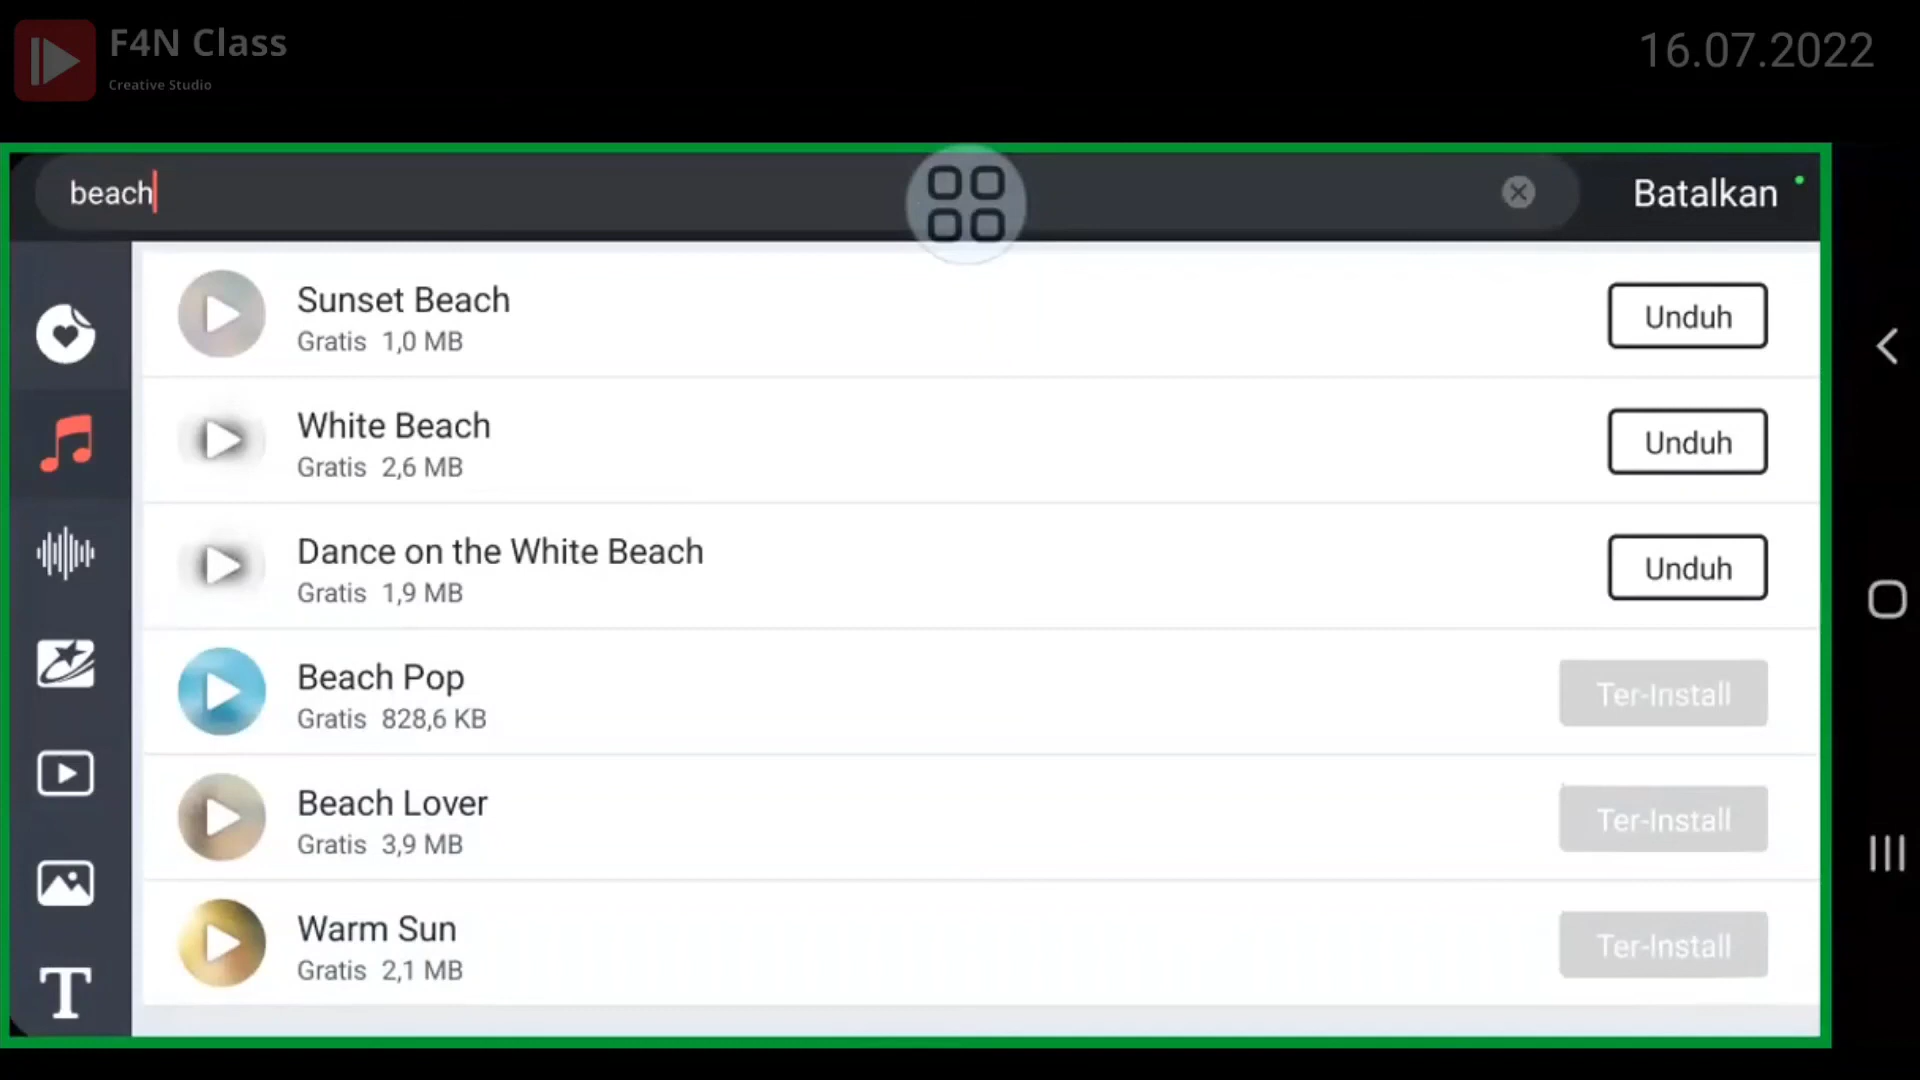 F4N Class
Creative Studio
16.07.2022
beach
Batalkan
Sunset Beach
Gratis 1,0 MB
Unduh
White Beach
Gratis 2,6 MB
Unduh
Dance on the White Beach
Gratis 1,9 MB
Unduh
Beach Pop
Gratis 828,6 KB
Ter-Install
Beach Lover
Gratis 3,9 MB
Ter-Install
Warm Sun
Gratis 2,1 MB
Ter-Install
T